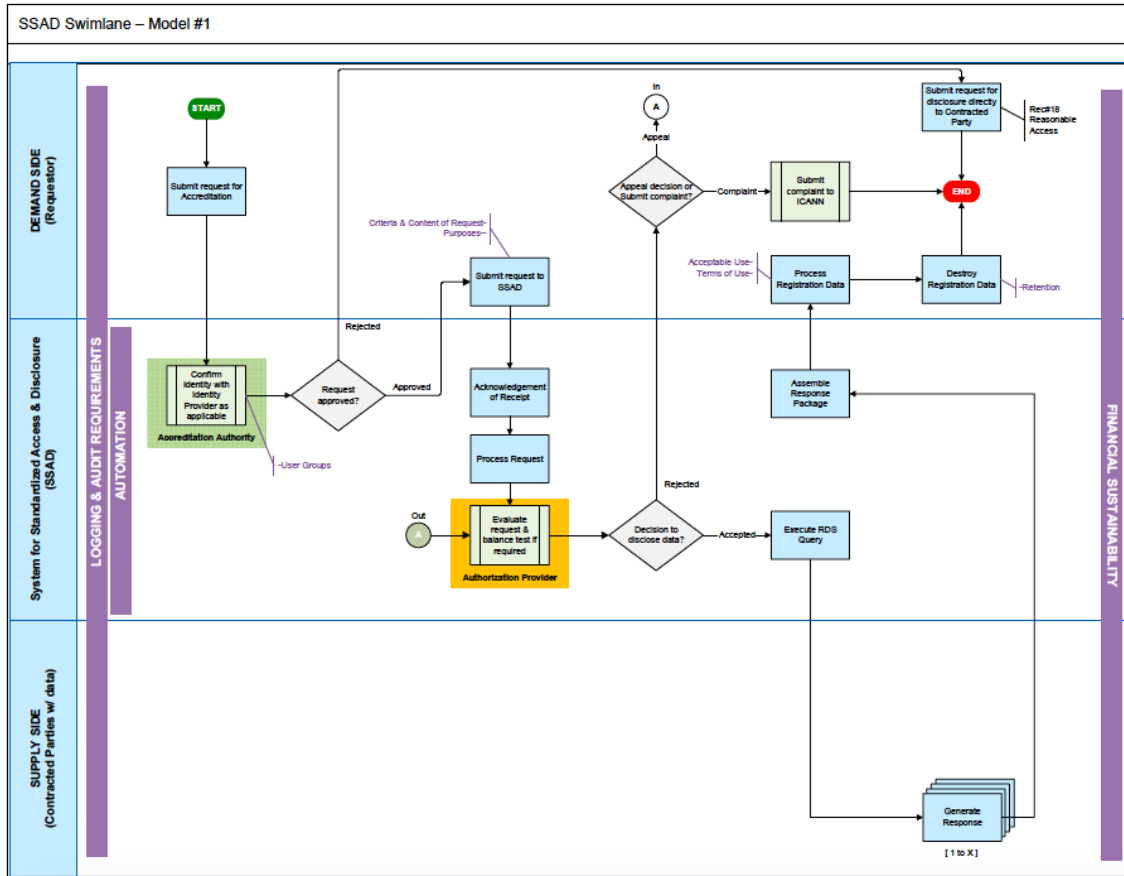 SSAD Swimlane – Model #1
DEMAND SIDE
(Requestor)
System for Standardized Access & Disclosure
(SSAD)
SUPPLY SIDE
(Contracted Parties w/ data)
LOGGING & AUDIT REQUIREMENTS
AUTOMATION
FINANCIAL SUSTAINABILITY
START
Submit request for
Accreditation
Criteria & Content of Request-
Purposes-
Submit request to
SSAD
In
A
Appeal
Appeal decision or
Submit complaint?
Complaint
Submit
complaint to
ICANN
Submit request for
disclosure directly
to Contracted
Party
Rec#18
Reasonable
Access
END
Acceptable Use-
Terms of Use-
Process
Registration Data
Destroy
Registration Data
-Retention
Rejected
Confirm
Identity with
Identity
Provider as
applicable
Accreditation Authority
-User Groups
Request
approved?
Approved
Acknowledgement
of Receipt
Process Request
Out
A
Evaluate
request &
balance test if
required
Authorization Provider
Rejected
Decision to
disclose data?
Accepted
Execute RDS
Query
Assemble
Response
Package
Generate
Response
[ 1 to X ]